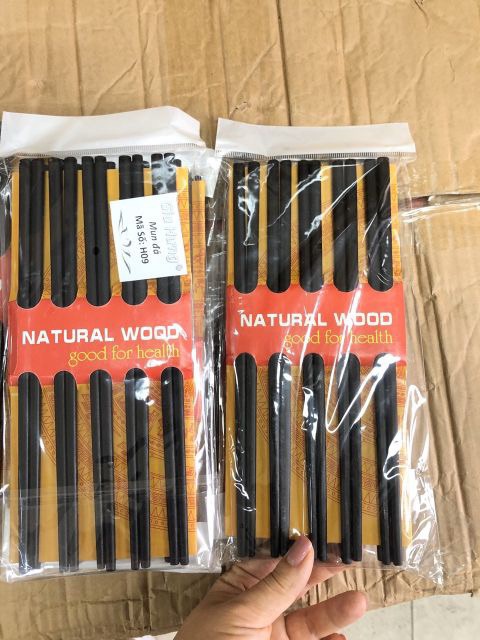 Mun đá
Mã Số: H09
NATURAL WOOD
good for health
NATURAL WOOD
good for health